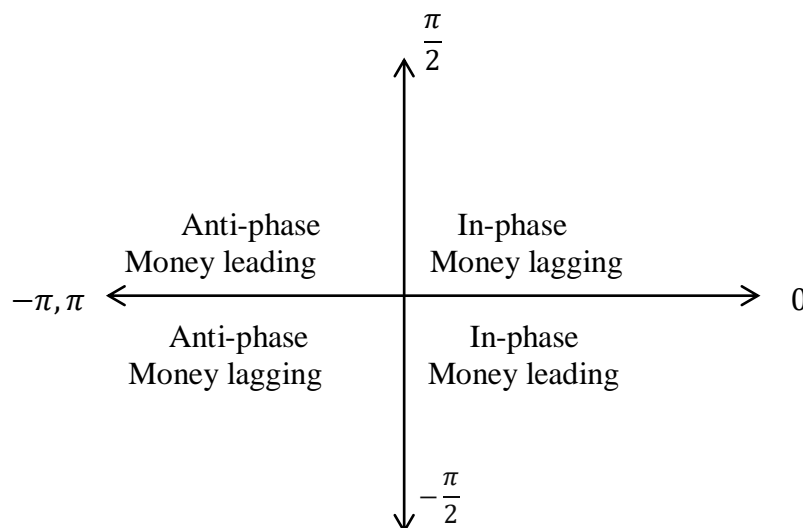 π/2
Anti-phase
Money leading
In-phase
Money lagging
−π, π
0
Anti-phase
Money lagging
In-phase
Money leading
−π/2